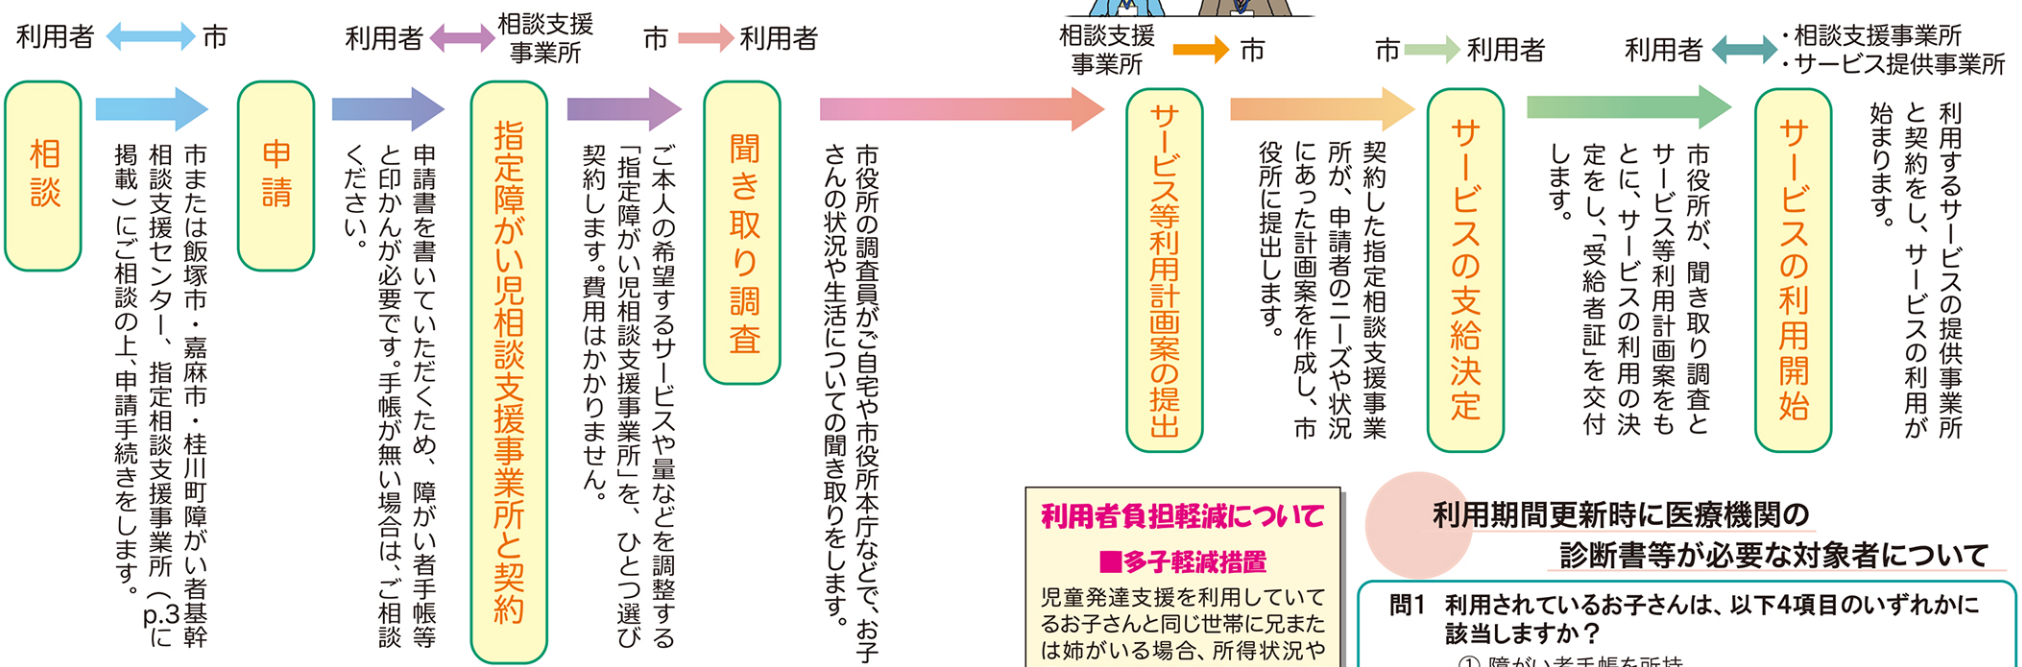 利用者
市
相談
市または飯塚市・嘉麻市・桂川町障がい者基幹
相談支援センター、指定相談支援事業所（p.3に
掲載）にご相談の上、申請手続きをします。
申請
利用者
相談支援
事業所
申請書を書いていただくため、障がい者手帳等
と印かんが必要です。手帳が無い場合は、ご相談
ください。
指定障がい児相談支援事業所と契約
市
利用者
ご本人の希望するサービスや量などを調整する
「指定障がい児相談支援事業所」を、ひとつ選び
契約します。費用はかかりません。
聞き取り調査
市役所の調査員がご自宅や市役所本庁などで、お子
さんの状況や生活についての聞き取りをします。
相談支援
事業所
市
サービス等利用計画案の提出
契約した指定相談支援事業
所が、申請者のニーズや状況
にあった計画案を作成し、市
役所に提出します。
市
利用者
サービスの支給決定
市役所が、聞き取り調査と
サービス等利用計画案をも
とに、サービスの利用の決
定をし、「受給者証」を交付
します。
利用者
・相談支援事業所
・サービス提供事業所
サービスの利用開始
利用するサービスの提供事業所
と契約をし、サービスの利用が
始まります。
利用者負担軽減について
■多子軽減措置
児童発達支援を利用していて
るお子さんと同じ世帯に兄また
は姉がいる場合、所得状況や
利用期間更新時に医療機関の
診断書等が必要な対象者について
問1 利用されているお子さんは、以下4項目のいずれかに
該当しますか？
① 障がい者手帳を所持